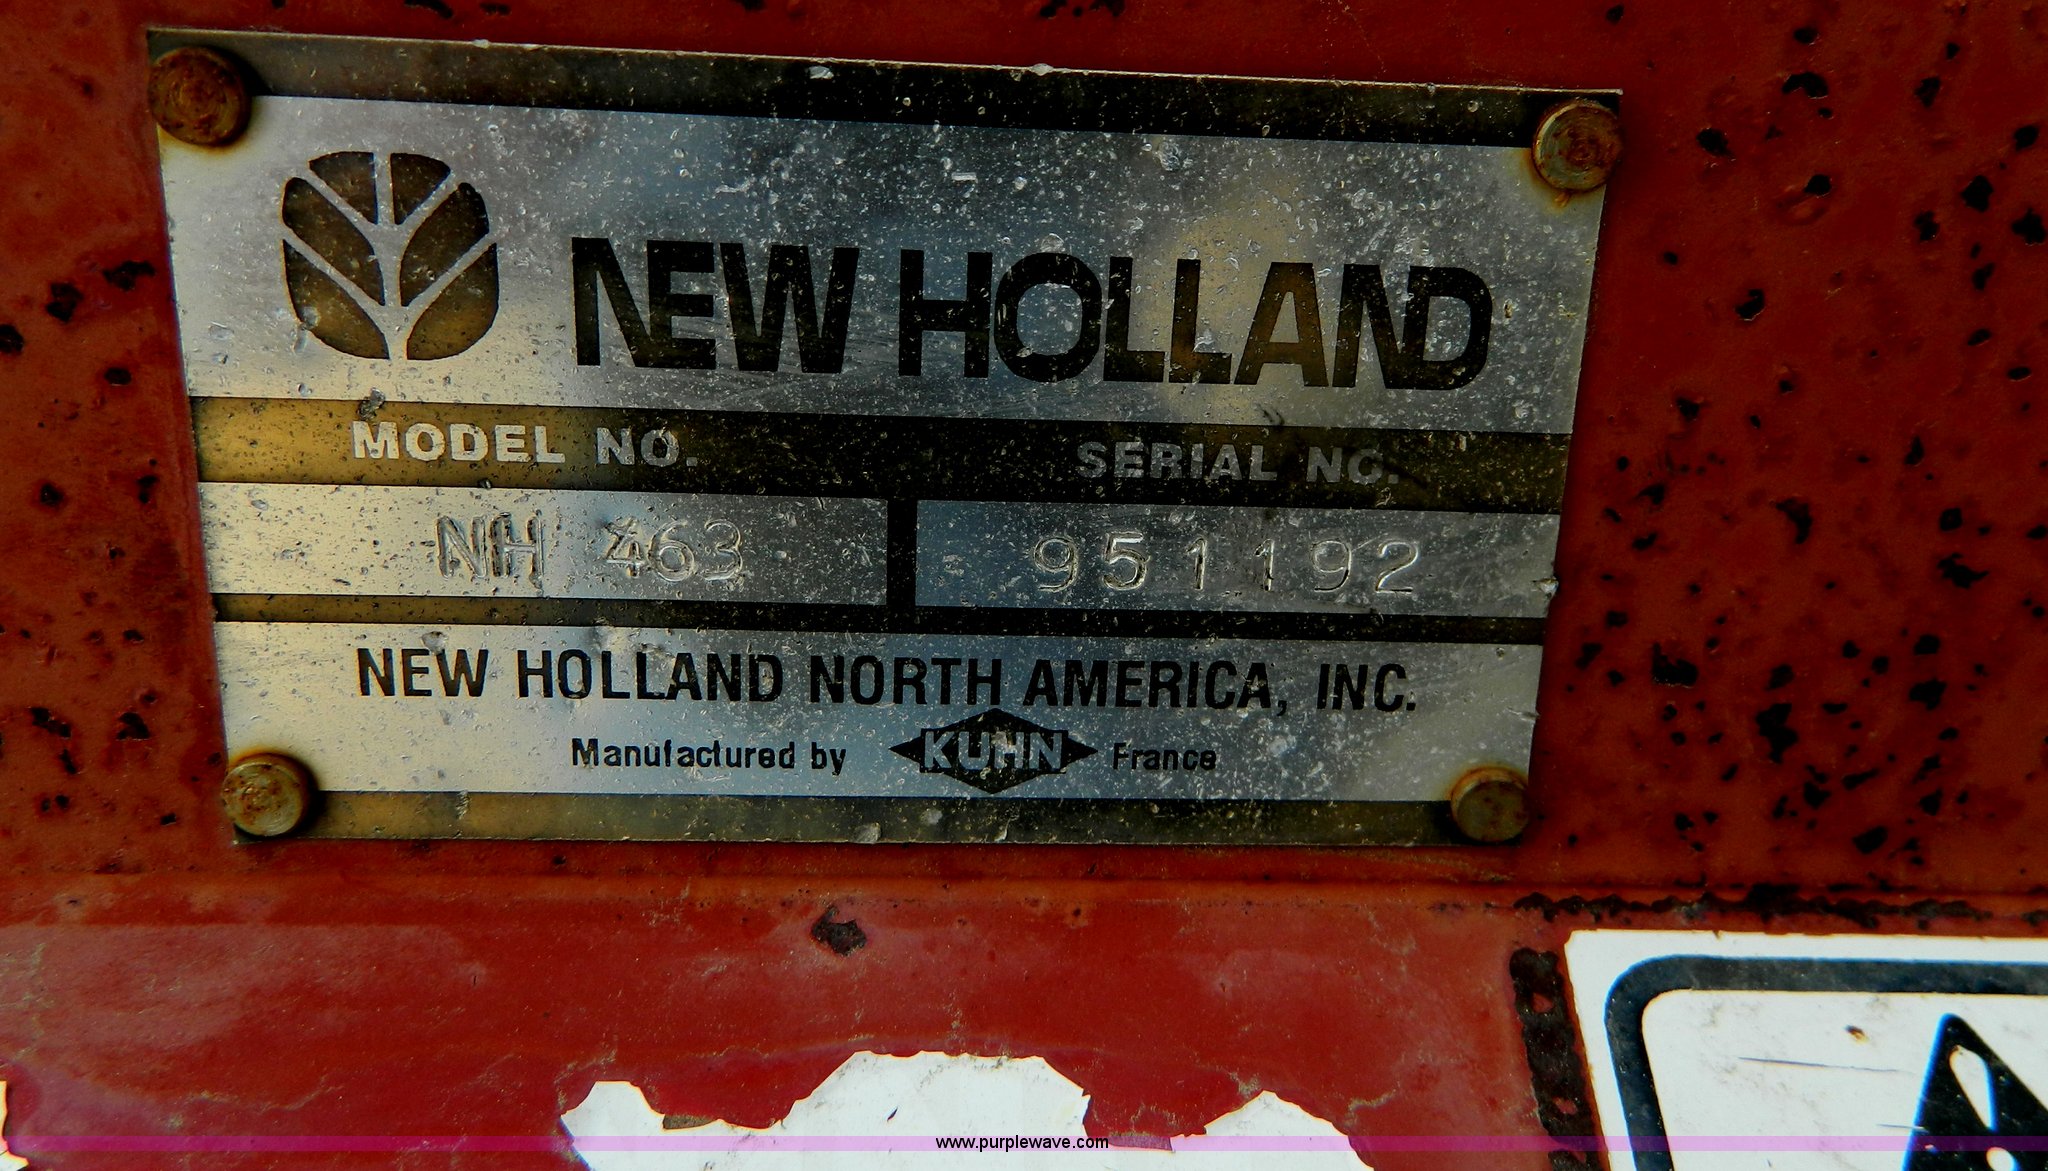 NEW HOLLAND
MODEL NO. SERIAL NO.
NH 463 951192
NEW HOLLAND NORTH AMERICA, INC.
Manufactured by KUHN France
www.purplewave.com